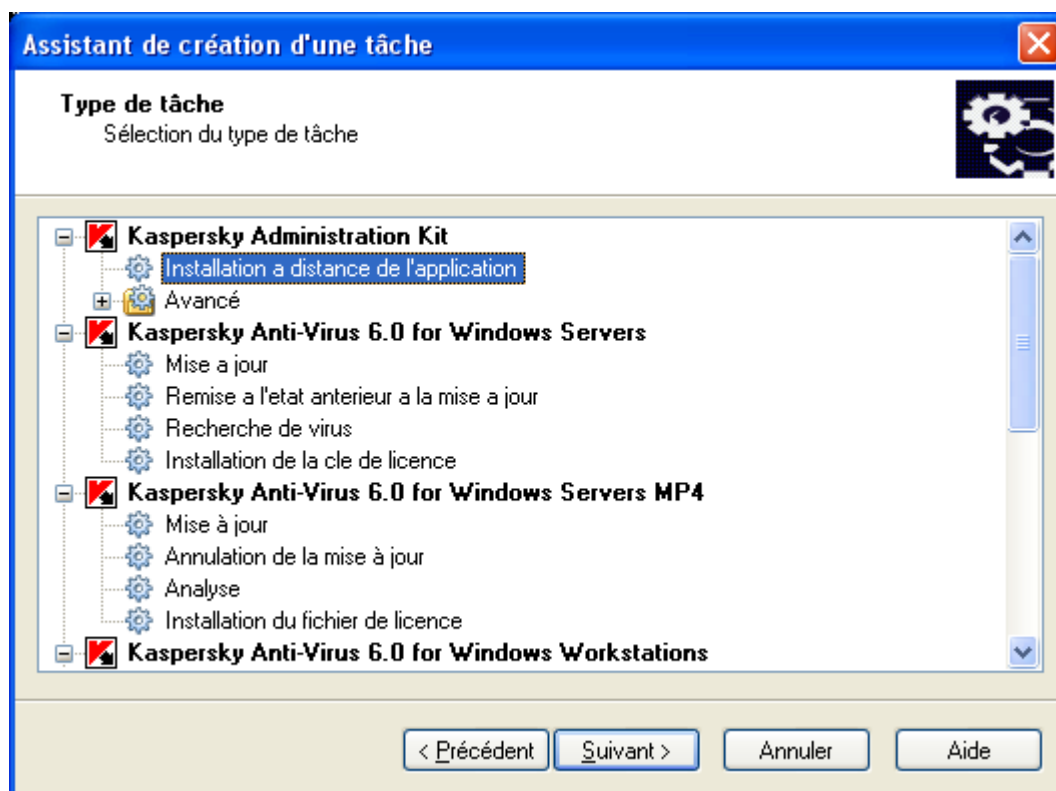 Assistant de création d'une tâche
Type de tâche
Sélection du type de tâche
Kaspersky Administration Kit
Installation a distance de l'application
Avancé
Kaspersky Anti-Virus 6.0 for Windows Servers
Mise a jour
Remise a l'etat anterieur a la mise a jour
Recherche de virus
Installation de la cle de licence
Kaspersky Anti-Virus 6.0 for Windows Servers MP4
Mise à jour
Annulation de la mise à jour
Analyse
Installation du fichier de licence
Kaspersky Anti-Virus 6.0 for Windows Workstations
< Précédent Suivant > Annuler Aide